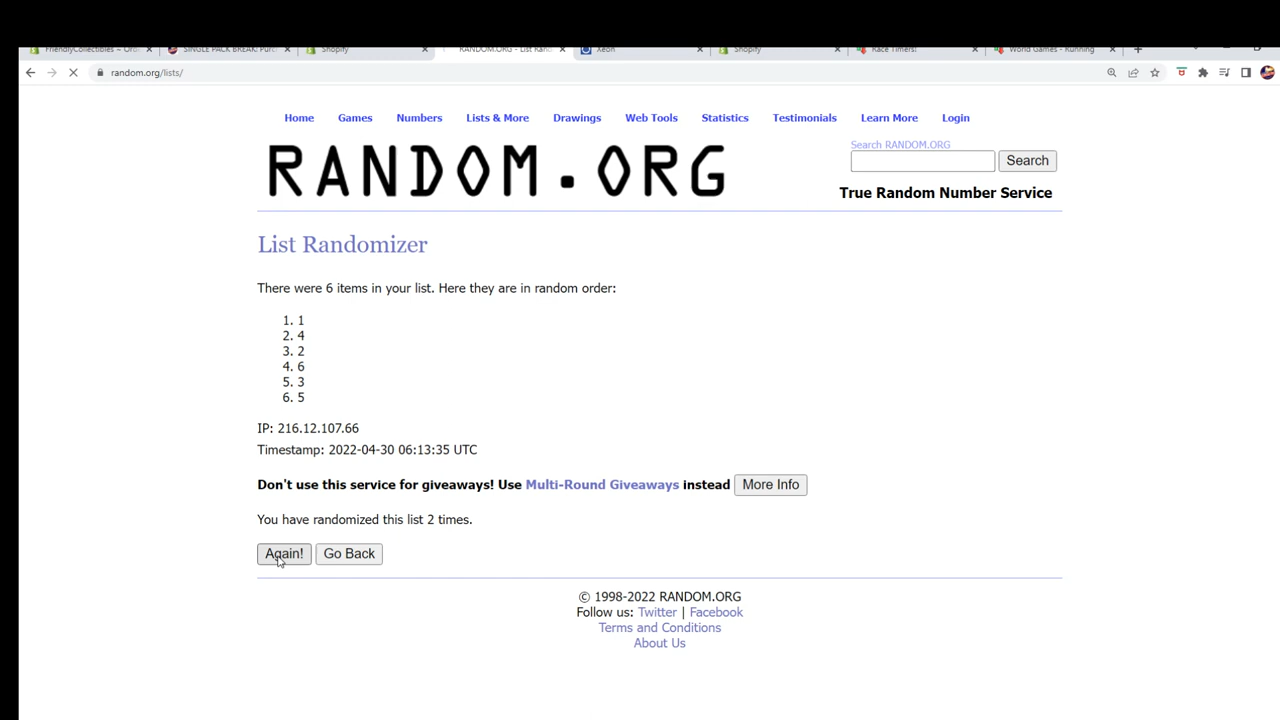 FriendlyCollectibles ~ Ord
SINGLE PACK BREAK: Purc
Shopify
RANDOM.ORG - List Rand
Xeon
Shopify
Race Timers!
World Games - Running
random.org/lists/
Home Games Numbers Lists & More Drawings Web Tools Statistics Testimonials Learn More Login
RANDOM.ORG
Search RANDOM.ORG
Search
True Random Number Service
List Randomizer
There were 6 items in your list. Here they are in random order:
1. 1
2. 4
3. 2
4. 6
5. 3
6. 5
IP: 216.12.107.66
Timestamp: 2022-04-30 06:13:35 UTC
Don't use this service for giveaways! Use Multi-Round Giveaways instead More Info
You have randomized this list 2 times.
Again! Go Back
© 1998-2022 RANDOM.ORG
Follow us: Twitter | Facebook
Terms and Conditions
About Us